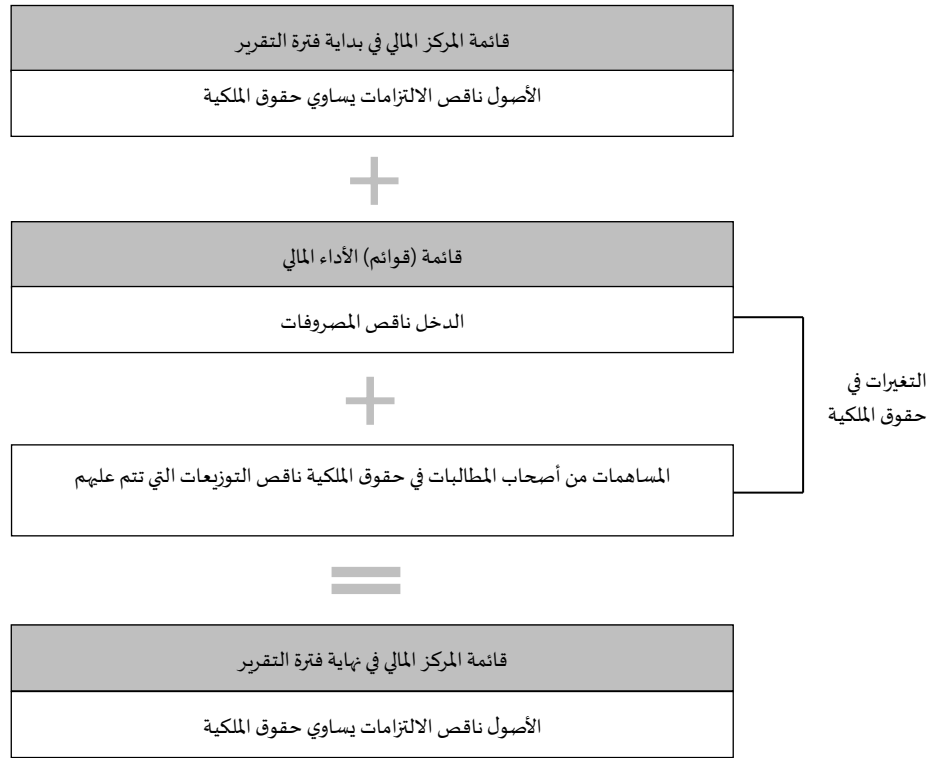 قائمة المركز المالي في بداية فترة التقرير
الأصول ناقص الالتزامات يساوي حقوق الملكية
+
قائمة (قوائم) الأداء المالي
الدخل ناقص المصروفات
+
التغيرات في
حقوق الملكية
المساهمات من أصحاب المطالبات في حقوق الملكية ناقص التوزيعات التي تتم عليهم
=
قائمة المركز المالي في نهاية فترة التقرير
الأصول ناقص الالتزامات يساوي حقوق الملكية